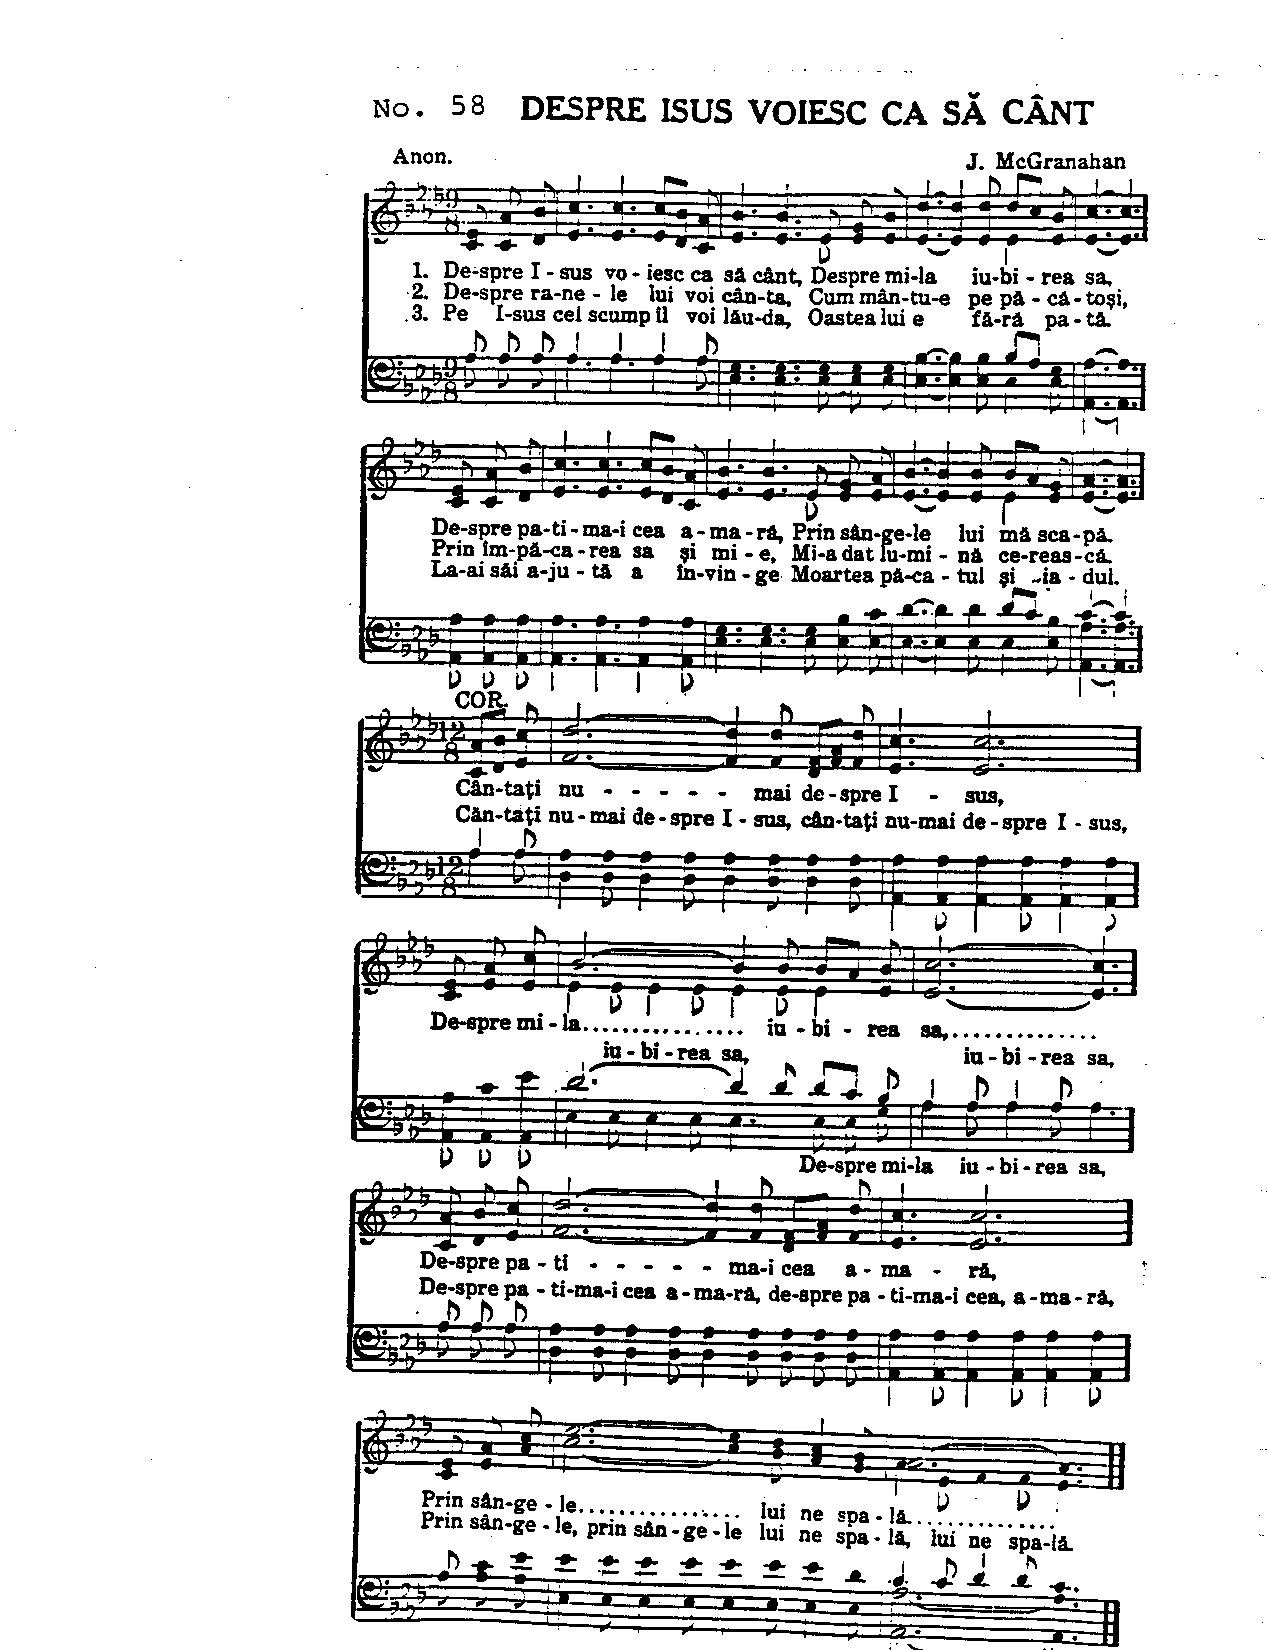 No. 58 DESPRE ISUS VOIESC CA SĂ CÂNT
Anon.
J. McGranahan
1. De-spre I - sus vo - iesc ca să cânt, Despre mi-la iu-bi - rea sa,
2. De-spre ra-ne - le lui voi cân-ta, Cum mân-tu-e pe pă - că-toși,
3. Pe I-sus cel scump îl voi lău-da, Oastea lui e fă-ră pa-tă.
De-spre pa-ti-ma-i cea a-ma-ră, Prin sân-ge-le lui mă sca-pă.
Prin îm-pă-ca-rea sa și mi-e, Mi-a dat lu-mi - nă ce-reas-că.
La-ai săi a-ju-tă a în-vin-ge Moartea pă-ca-tul și ia-dul.
COR.
Cân-tați nu - - - - - mai de-spre I - sus,
Cân-tați nu-mai de-spre I-sus, cân-tați nu-mai de-spre I-sus,
De-spre mi-la................ iu-bi - rea sa,..............
iu-bi-rea sa, iu-bi-rea sa,
De-spre mi-la iu-bi-rea sa,
De-spre pa - ti - - - - - ma-i cea a - ma - ră,
De-spre pa - ti-ma-i cea a-ma-ră, de-spre pa - ti-ma-i cea, a-ma-ră,
Prin sân-ge - le................ lui ne spa - lă..............
Prin sân-ge-le, prin sân-ge-le lui ne spa - lă, lui ne spa-lă.